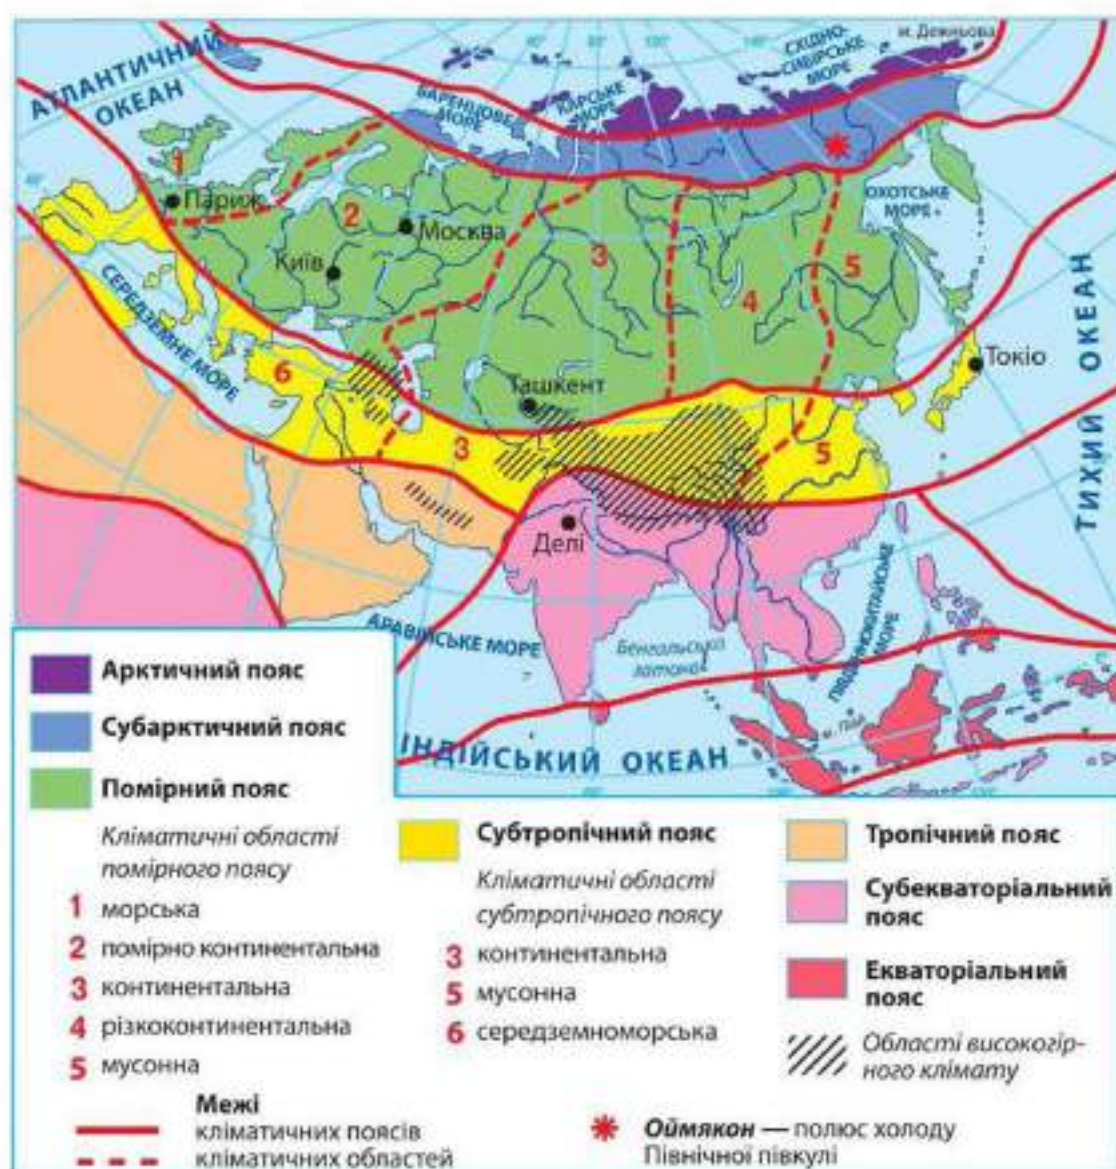 АТЛАНТИЧНИЙ
ОКЕАН
БАРЕНЦОВЕ
МОРЕ
КАРСЬКЕ
МОРЕ
СХІДНО-
СИБІРСЬКЕ
МОРЕ
м. Дежньова
ОХОТСЬКЕ
МОРЕ
ТИХИЙ ОКЕАН
1
Париж
2
Москва
Київ
3
4
5
Токіо
СЕРЕДЗЕМНЕ МОРЕ
6
Ташкент
3
5
Делі
АРАВІЙСЬКЕ МОРЕ
Бенгальська
затока
ПІВДЕННОКИТАЙСЬКЕ
МОРЕ
ІНДІЙСЬКИЙ ОКЕАН
Арктичний пояс
Субарктичний пояс
Помірний пояс
Кліматичні області
помірного поясу
1 морська
2 помірно континентальна
3 континентальна
4 різкоконтинентальна
5 мусонна
Субтропічний пояс
Кліматичні області
субтропічного поясу
3 континентальна
5 мусонна
6 середземноморська
Тропічний пояс
Субекваторіальний
пояс
Екваторіальний
пояс
Області високогір-
ного клімату
Межі
кліматичних поясів
кліматичних областей
Оймякон — полюс холоду
Північної півкулі